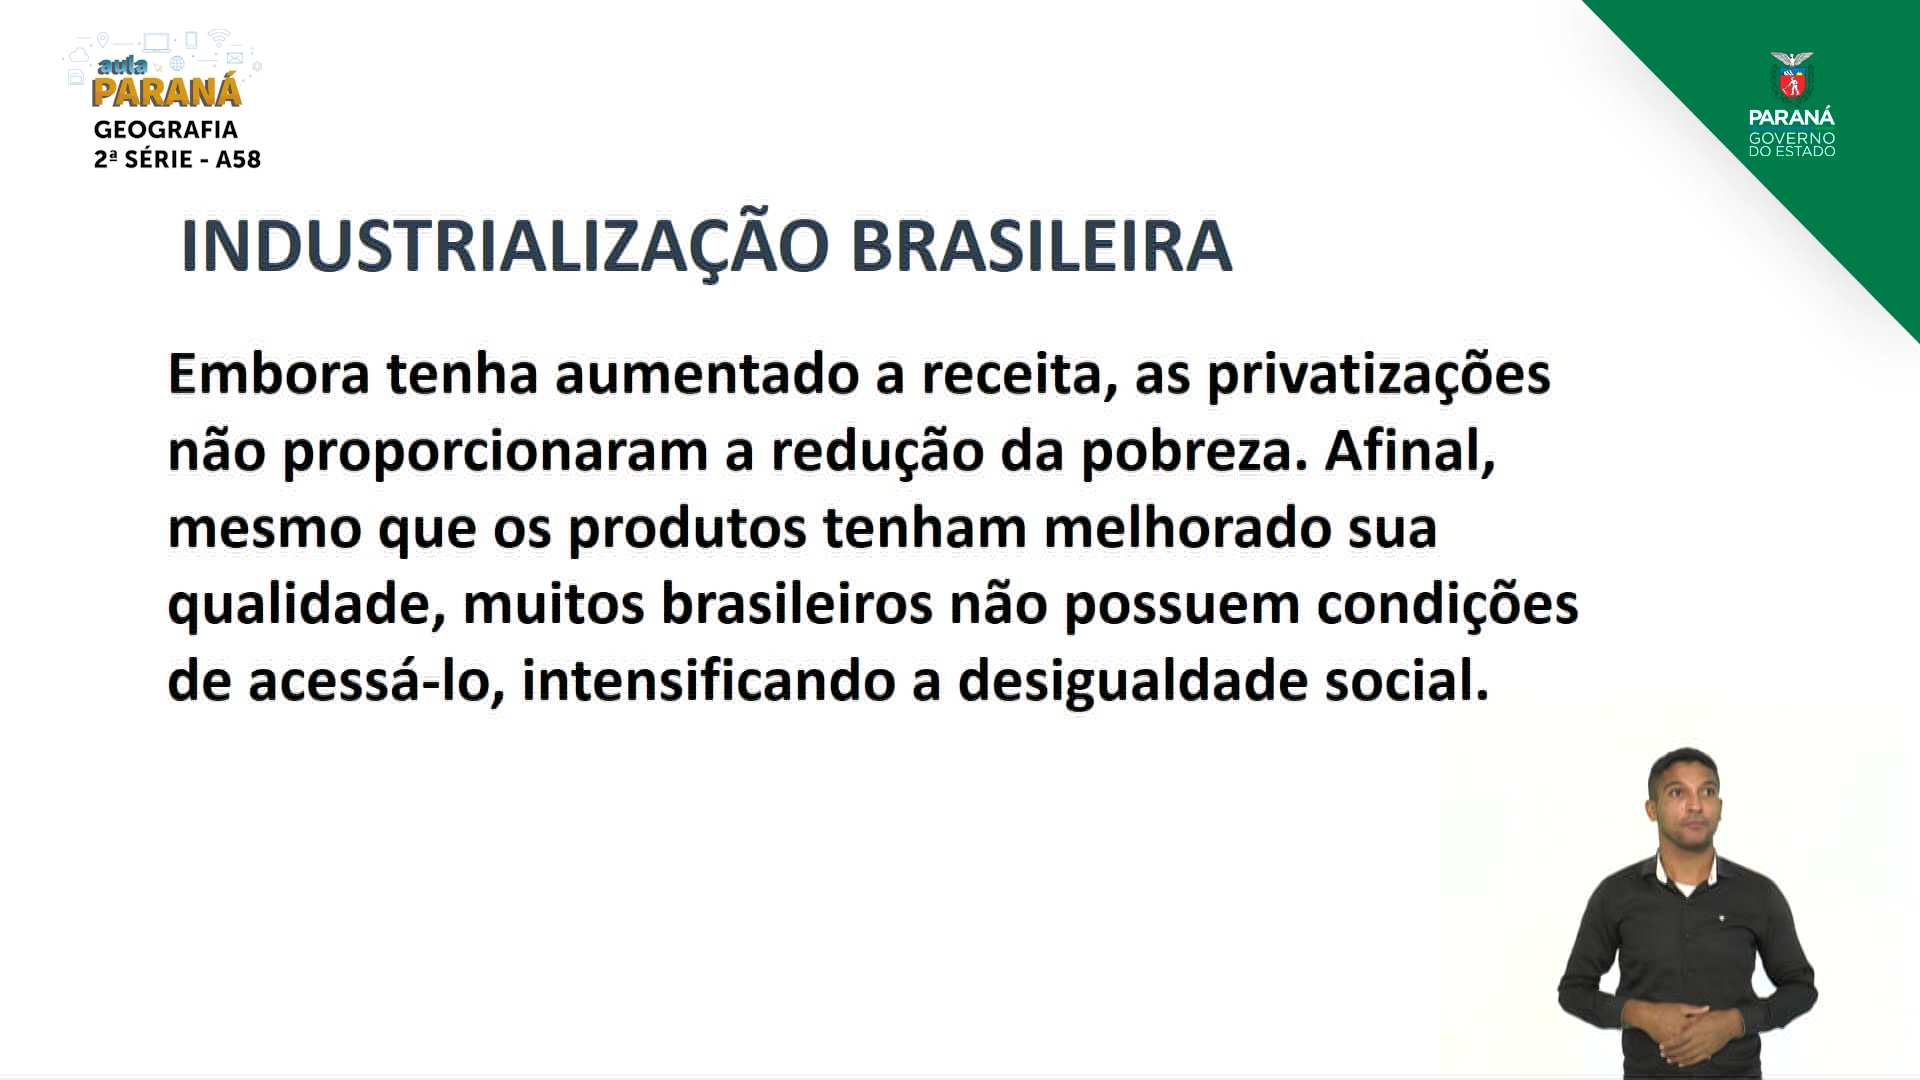 aula
PARANÁ
GEOGRAFIA
2ª SÉRIE - A58
PARANÁ
GOVERNO
DO ESTADO
INDUSTRIALIZAÇÃO BRASILEIRA
Embora tenha aumentado a receita, as privatizações
não proporcionaram a redução da pobreza. Afinal,
mesmo que os produtos tenham melhorado sua
qualidade, muitos brasileiros não possuem condições
de acessá-lo, intensificando a desigualdade social.